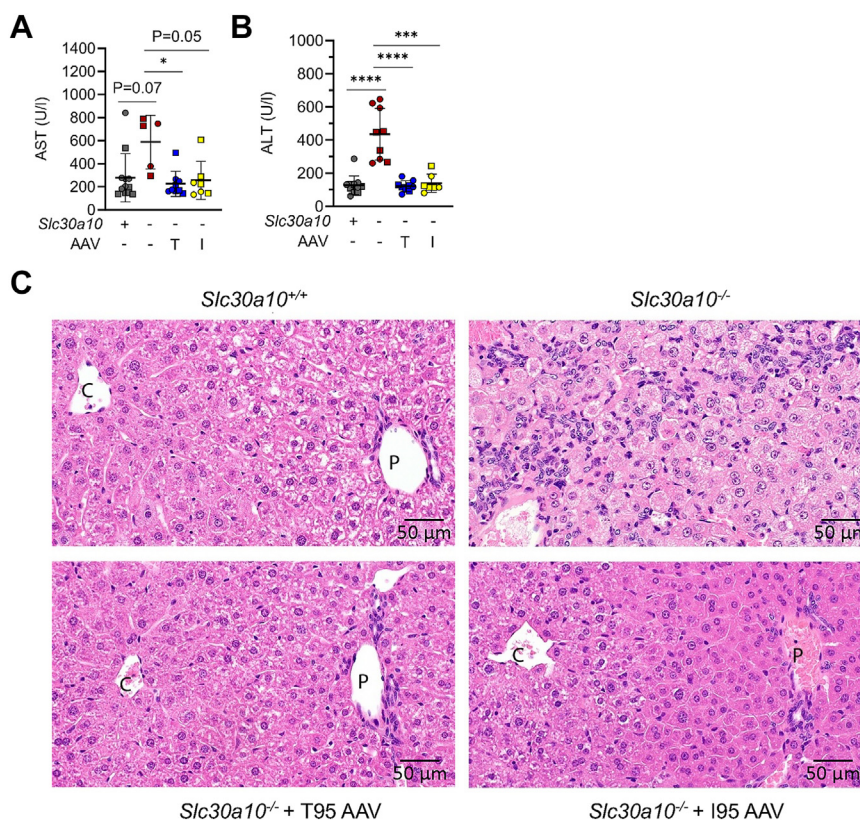 A
P=0.05
*
P=0.07
AST (U/l)
1400
1200
1000
800
600
400
200
0
Slc30a10 + - - -
AAV - - T I
B
***
****
****
ALT (U/l)
1000
800
600
400
200
0
Slc30a10 + - - -
AAV - - T I
C
Slc30a10+/+
Slc30a10-/-
C
P
50 µm
50 µm
C
P
50 µm
C
P
50 µm
Slc30a10-/- + T95 AAV
Slc30a10-/- + I95 AAV